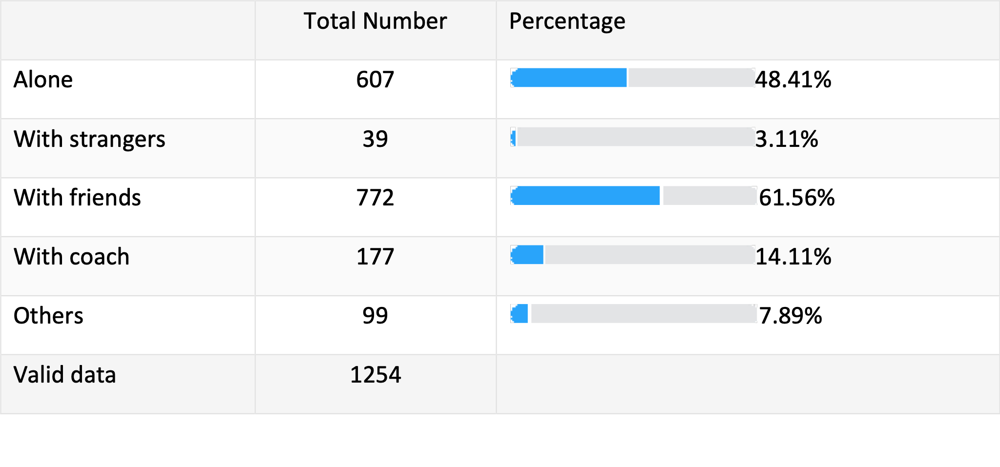 Total Number Percentage
Alone 607 48.41%
With strangers 39 3.11%
With friends 772 61.56%
With coach 177 14.11%
Others 99 7.89%
Valid data 1254